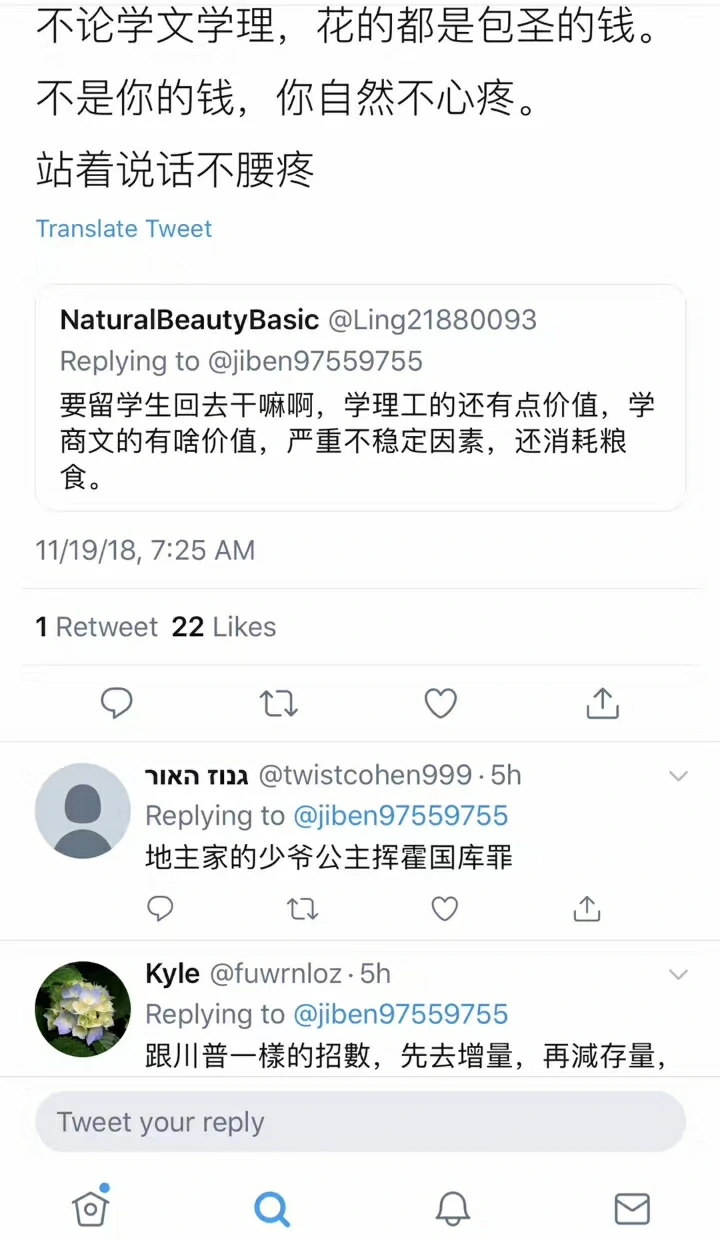 不论学文学理，花的都是包圣的钱。
不是你的钱，你自然不心疼。
站着说话不腰疼
Translate Tweet
NaturalBeautyBasic @Ling21880093
Replying to @jiben97559755
要留学生回去干嘛啊，学理工的还有点价值，学
商文的有啥价值，严重不稳定因素，还消耗粮
食。
11/19/18, 7:25 AM
1 Retweet 22 Likes
גנוז האור @twistcohen999 · 5h
Replying to @jiben97559755
地主家的少爷公主挥霍国库罪
Kyle @fuwrnloz · 5h
Replying to @jiben97559755
跟川普一樣的招數，先去增量，再減存量，
Tweet your reply